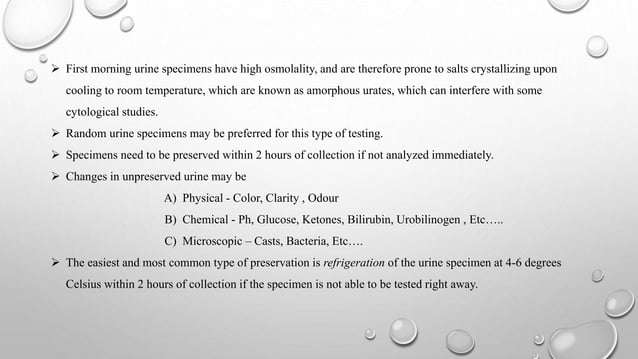 ➢ First morning urine specimens have high osmolality, and are therefore prone to salts crystallizing upon
cooling to room temperature, which are known as amorphous urates, which can interfere with some
cytological studies.
➢ Random urine specimens may be preferred for this type of testing.
➢ Specimens need to be preserved within 2 hours of collection if not analyzed immediately.
➢ Changes in unpreserved urine may be
A) Physical - Color, Clarity , Odour
B) Chemical - Ph, Glucose, Ketones, Bilirubin, Urobilinogen , Etc…..
C) Microscopic – Casts, Bacteria, Etc….
➢ The easiest and most common type of preservation is refrigeration of the urine specimen at 4-6 degrees
Celsius within 2 hours of collection if the specimen is not able to be tested right away.